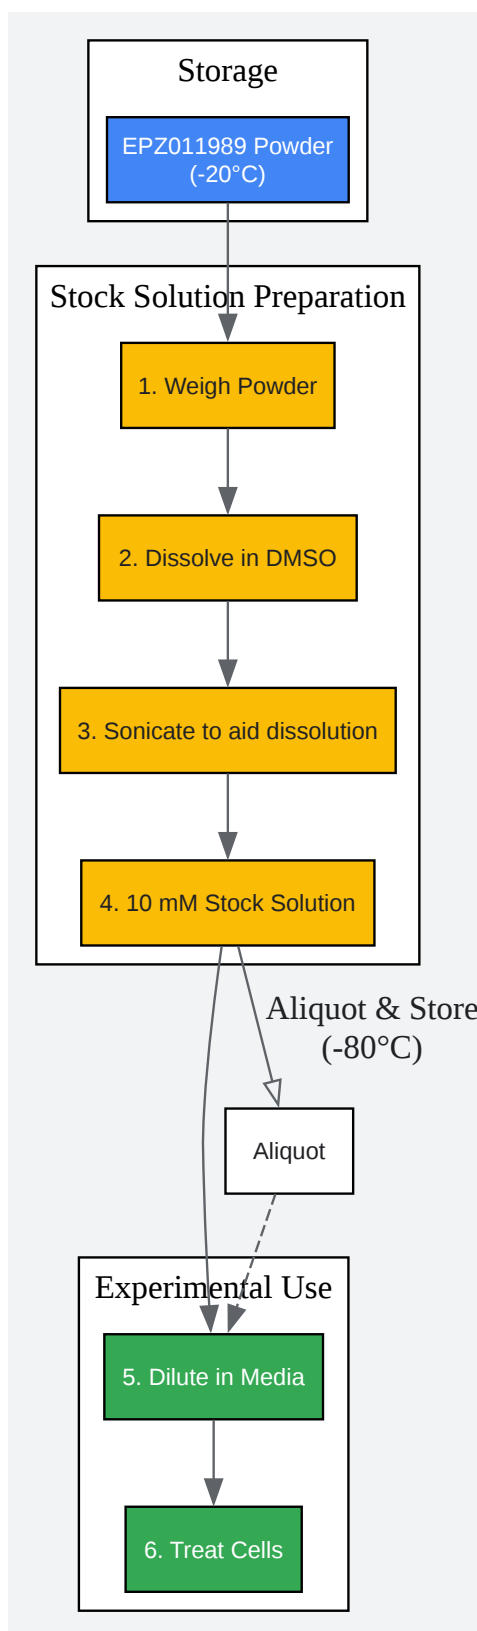 Storage
EPZ011989 Powder
(-20°C)
Stock Solution Preparation
1. Weigh Powder
2. Dissolve in DMSO
3. Sonicate to aid dissolution
4. 10 mM Stock Solution
Aliquot & Store
(-80°C)
Aliquot
Experimental Use
5. Dilute in Media
6. Treat Cells